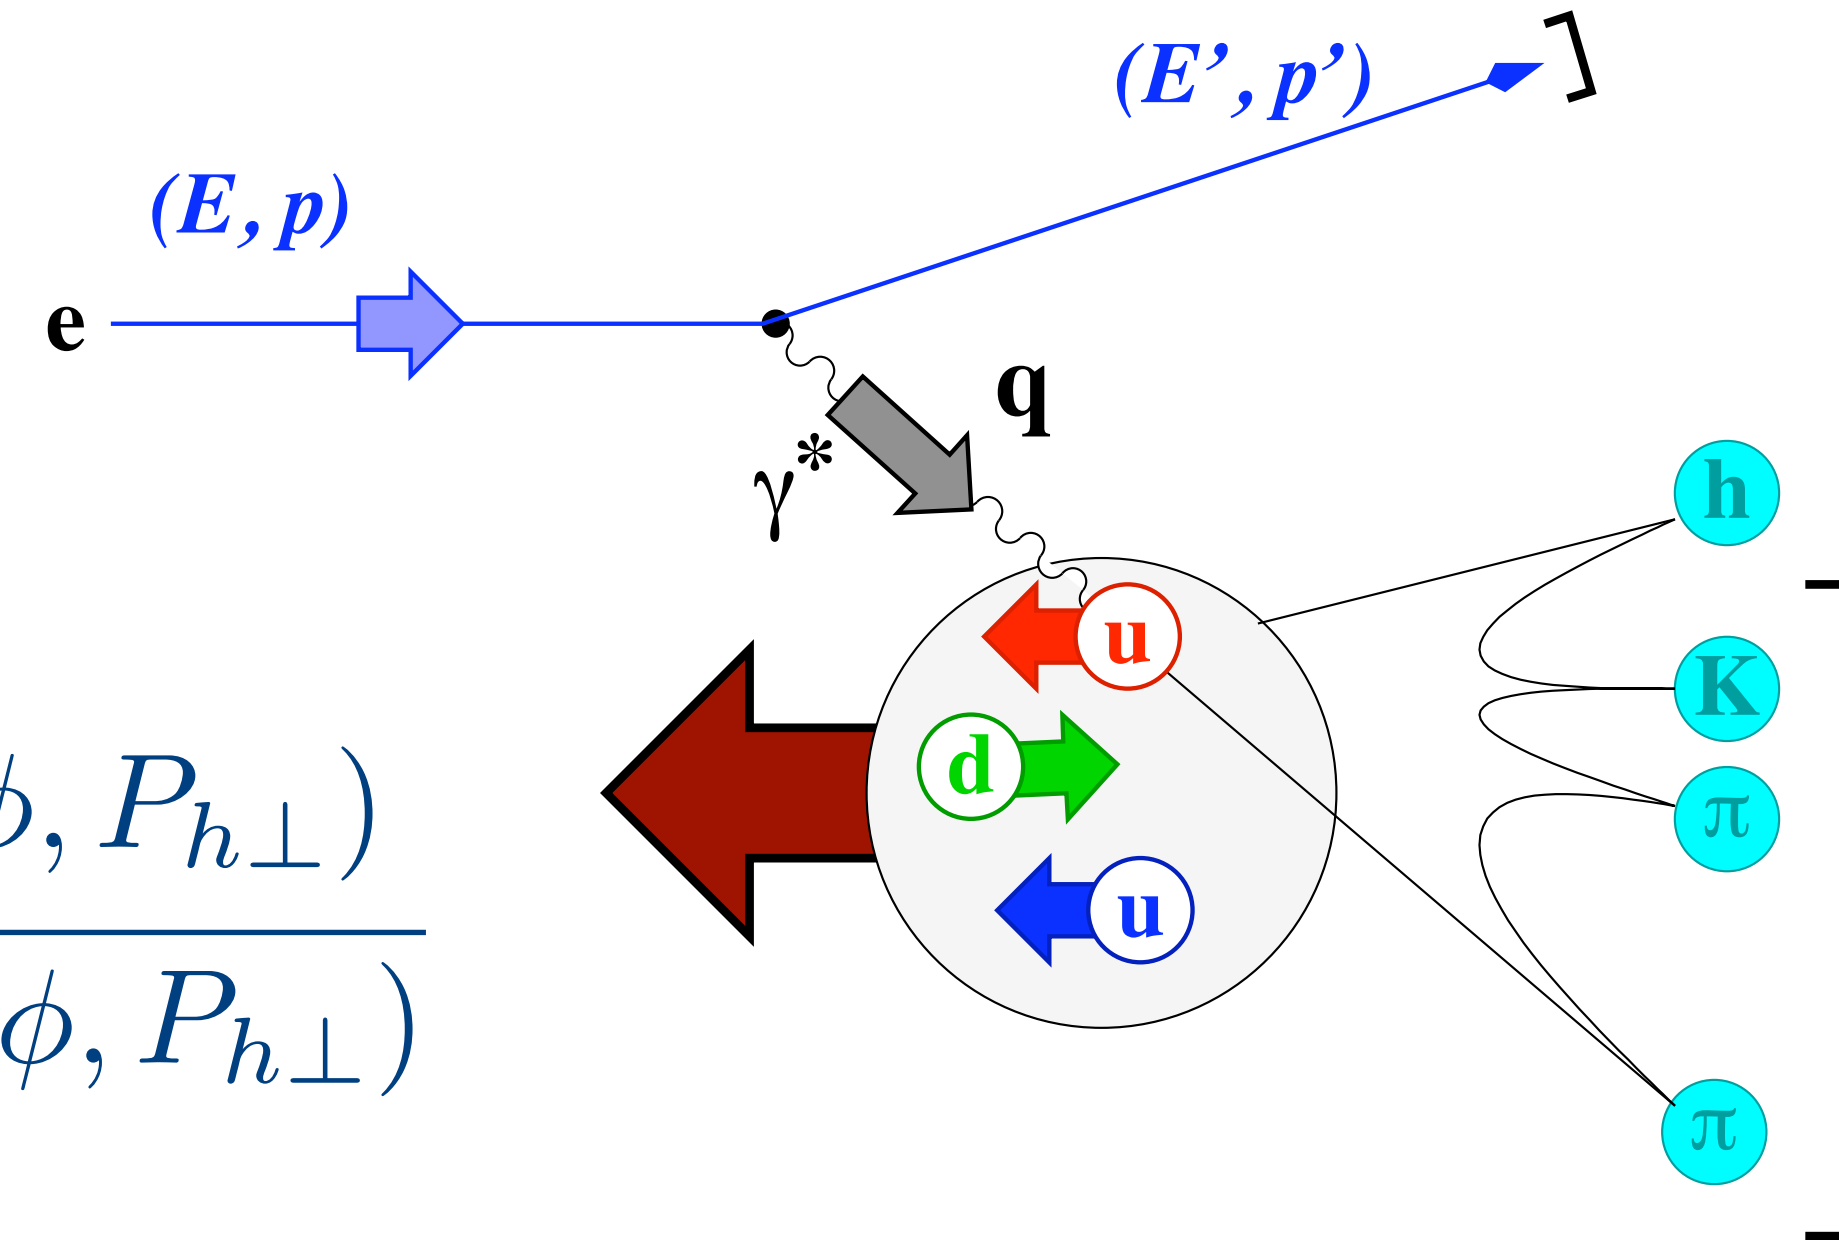 (E’, p’)
(E, p)
e
q
γ*
h
u
K
d
π
ϕ, P_{h⊥})
u
ϕ, P_{h⊥})
π